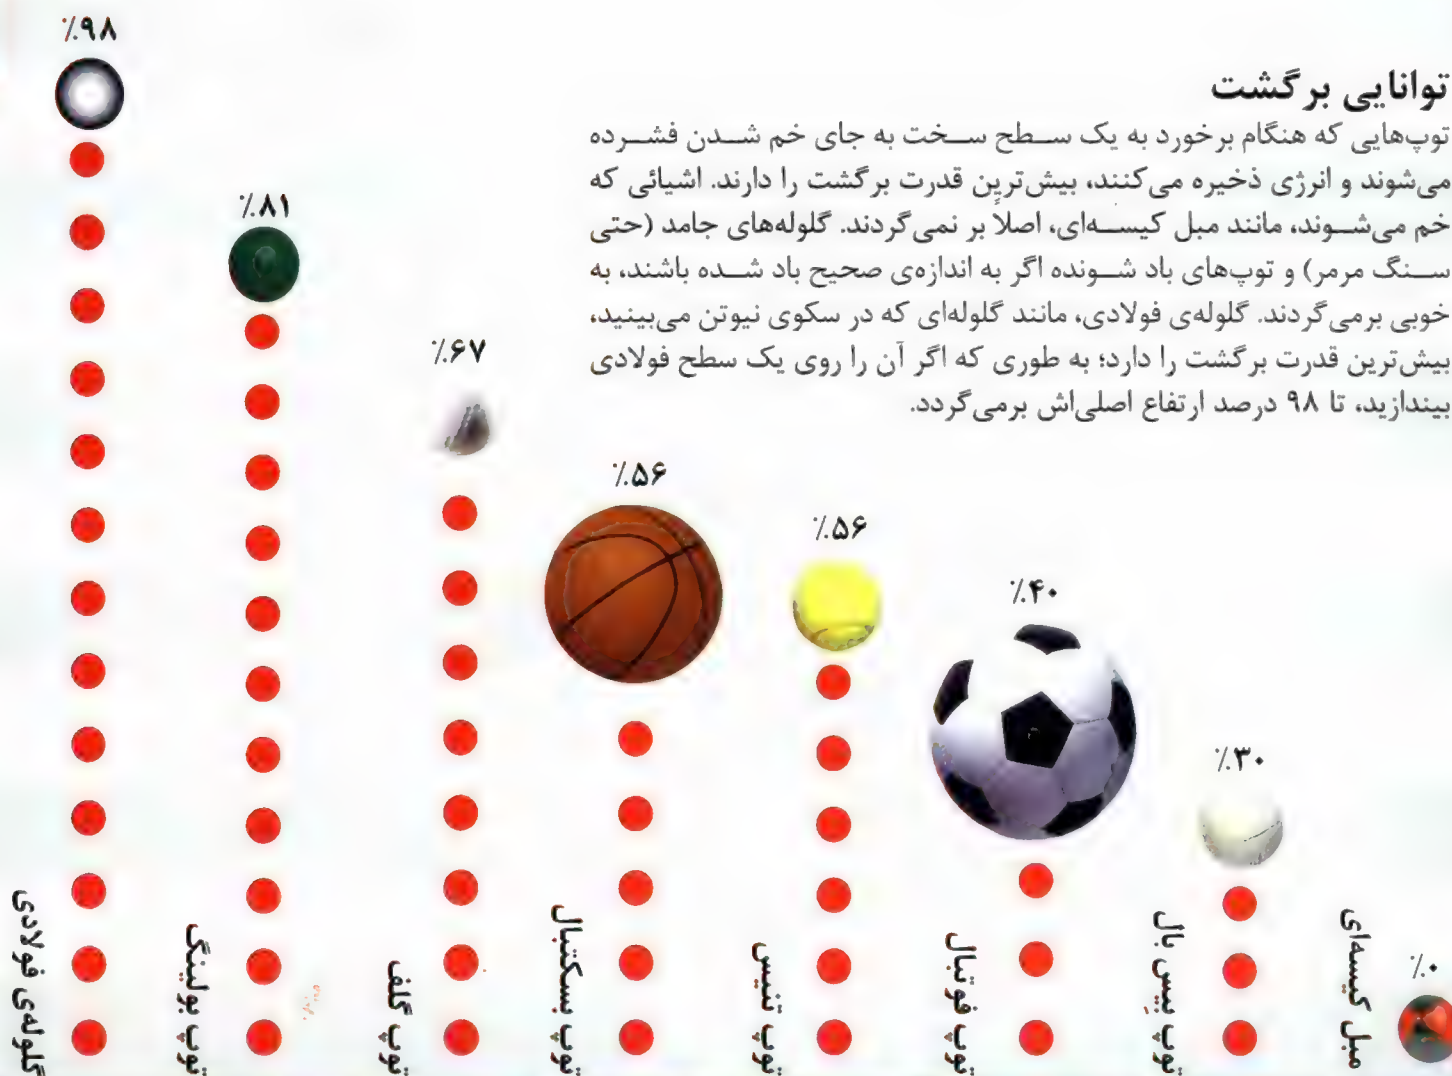 توانایی برگشت
توپ‌هایی که هنگام برخورد به یک سطح سخت به جای خم شدن فشرده
می‌شوند و انرژی ذخیره می‌کنند، بیش‌ترین قدرت برگشت را دارند. اشیائی که
خم می‌شوند، مانند مبل کیسه‌ای، اصلاً بر نمی‌گردند. گلوله‌های جامد (حتی
سنگ مرمر) و توپ‌های باد شونده اگر به اندازه‌ی صحیح باد شده باشند، به
خوبی برمی‌گردند. گلوله‌ی فولادی، مانند گلوله‌ای که در سکوی نیوتن می‌بینید،
بیش‌ترین قدرت برگشت را دارد؛ به طوری که اگر آن را روی یک سطح فولادی
بیندازید، تا ۹۸ درصد ارتفاع اصلی‌اش برمی‌گردد.
٪۹۸
گلوله‌ی فولادی
٪۸۱
توپ بولینگ
٪۶۷
توپ گلف
٪۵۶
توپ بسکتبال
٪۵۶
توپ تنیس
٪۴۰
توپ فوتبال
٪۳۰
توپ بیس بال
٪۰
مبل کیسه‌ای